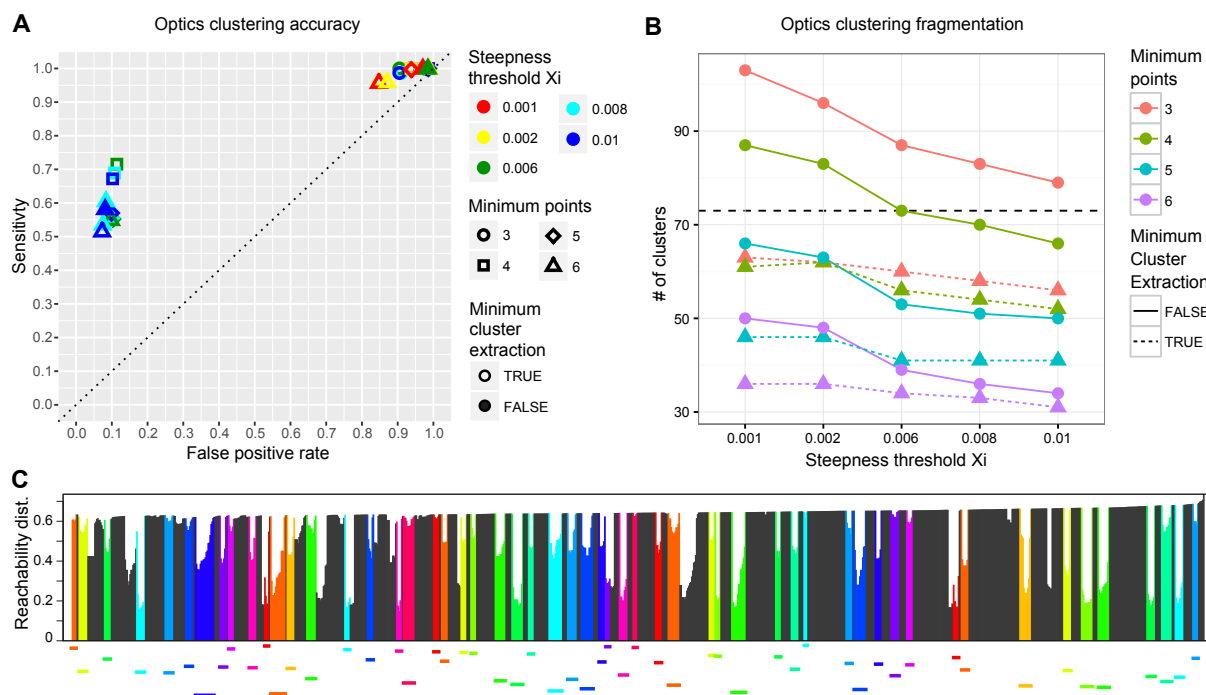 A
Optics clustering accuracy
Sensitivity
1.0
0.9
0.8
0.7
0.6
0.5
0.4
0.3
0.2
0.1
0.0
0.0 0.1 0.2 0.3 0.4 0.5 0.6 0.7 0.8 0.9 1.0
False positive rate
Steepness
threshold Xi
0.001 0.008
0.002 0.01
0.006
Minimum points
3 5
4 6
Minimum
cluster
extraction
TRUE
FALSE
B
Optics clustering fragmentation
# of clusters
90
70
50
30
0.001 0.002 0.006 0.008 0.01
Steepness threshold Xi
Minimum
points
3
4
5
6
Minimum
Cluster
Extraction
FALSE
TRUE
C
Reachability dist.
0.6
0.4
0.2
0